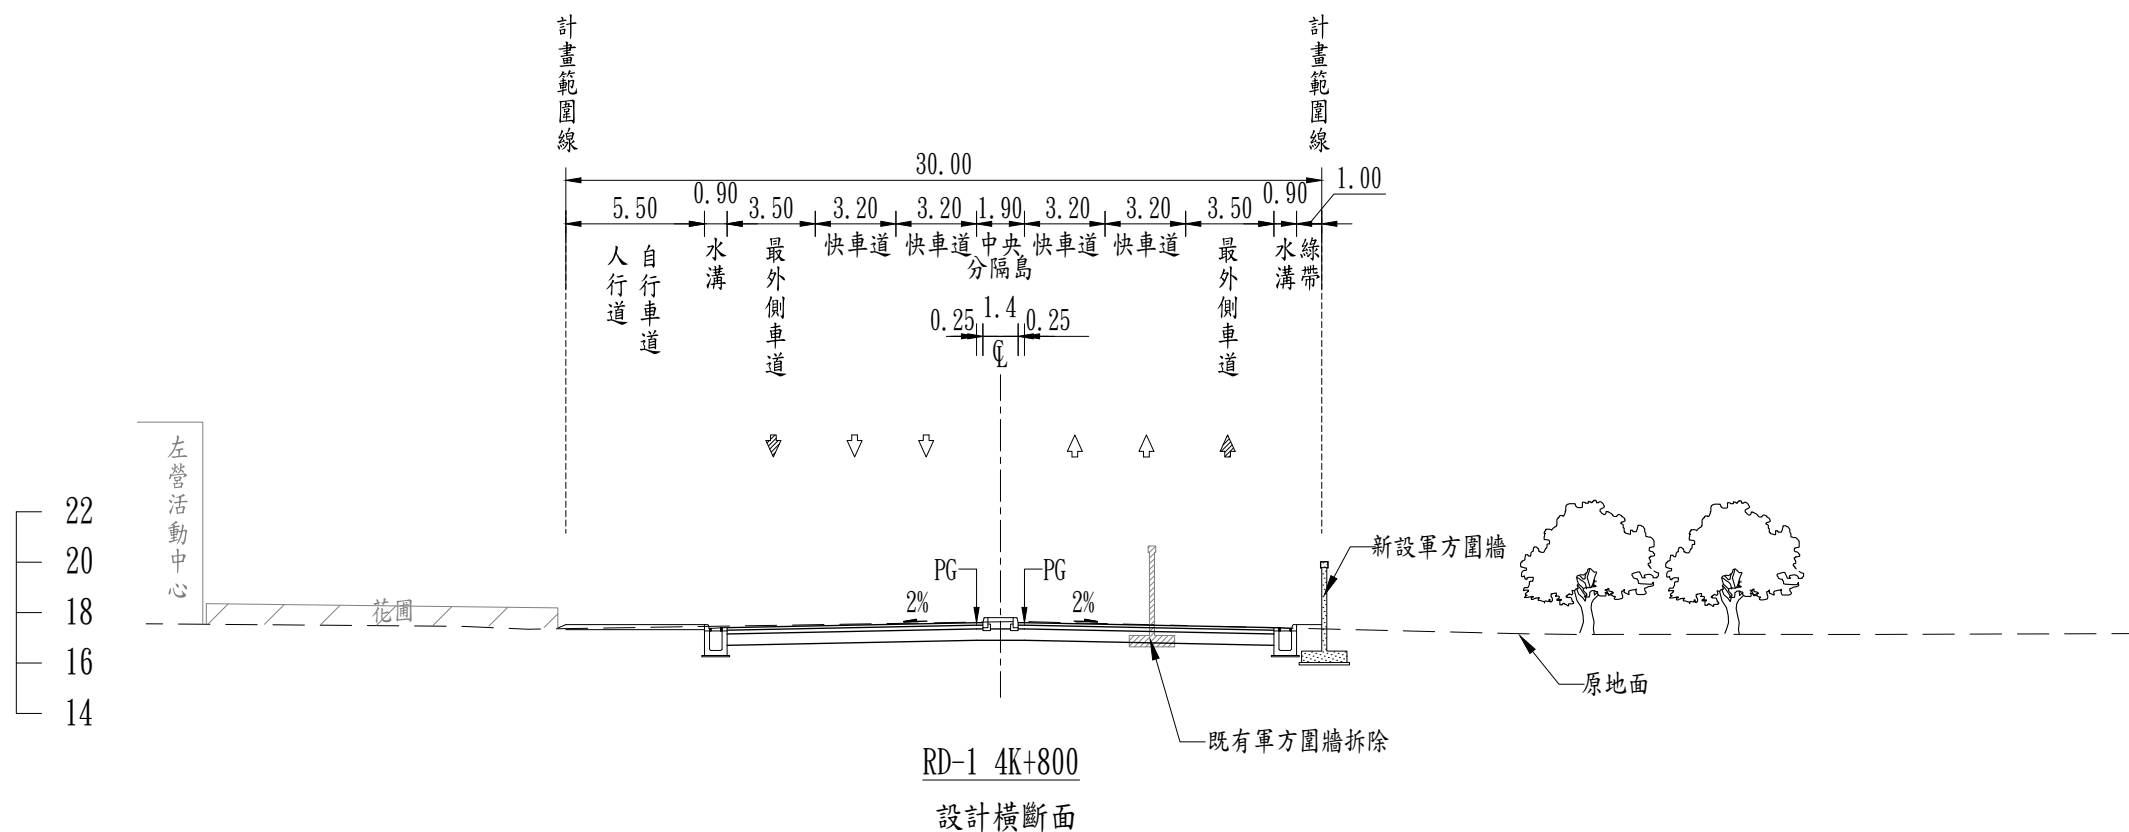 計畫範圍線
計畫範圍線
30.00
5.50
0.90
3.50
3.20
3.20
1.90
3.20
3.20
3.50
0.90
1.00
人行道
自行車道
水溝
最外側車道
快車道
快車道
中央
分隔島
快車道
快車道
最外側車道
水溝
綠帶
0.25
1.4
0.25
CL
左營活動中心
22
20
18
16
14
花圃
PG
PG
2%
2%
新設軍方圍牆
原地面
既有軍方圍牆拆除
RD-1 4K+800
設計橫斷面